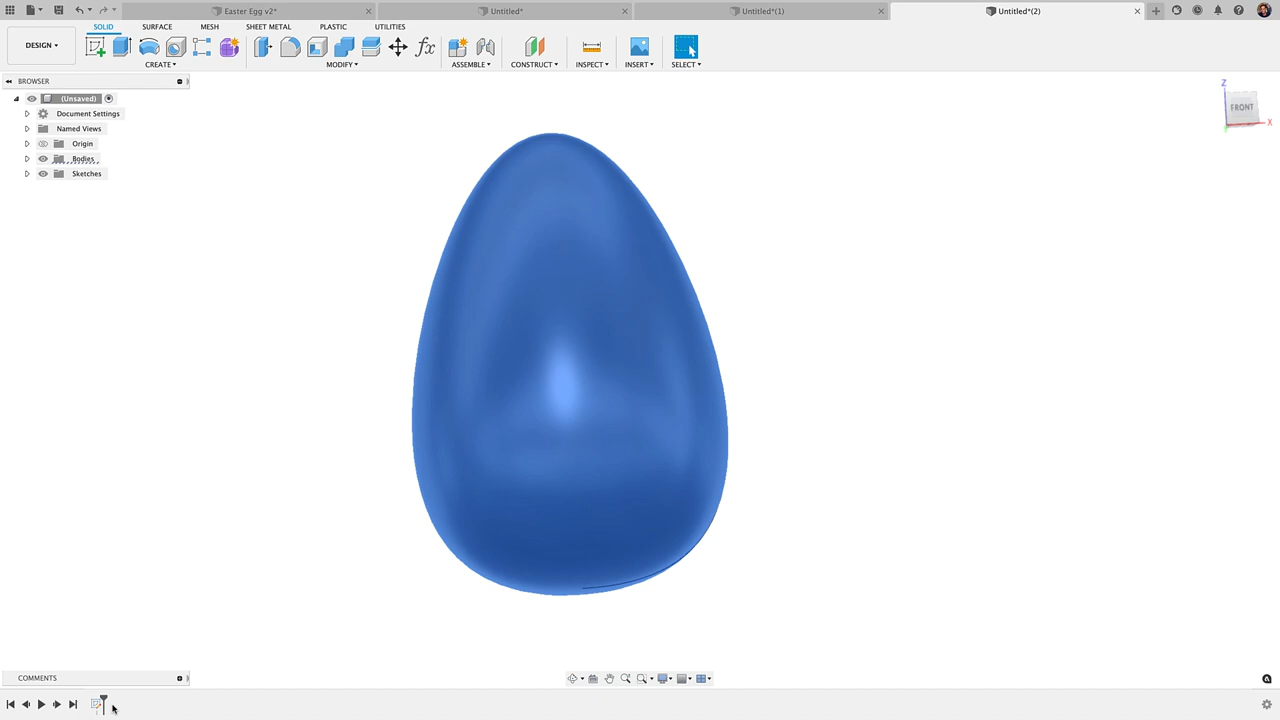 Easter Egg v2*
Untitled*
Untitled*(1)
Untitled*(2)
SOLID
SURFACE
MESH
SHEET METAL
PLASTIC
UTILITIES
DESIGN
CREATE
MODIFY
fx
ASSEMBLE
CONSTRUCT
INSPECT
INSERT
SELECT
BROWSER
(Unsaved)
Document Settings
Named Views
Origin
Bodies
Sketches
Z
FRONT
X
COMMENTS